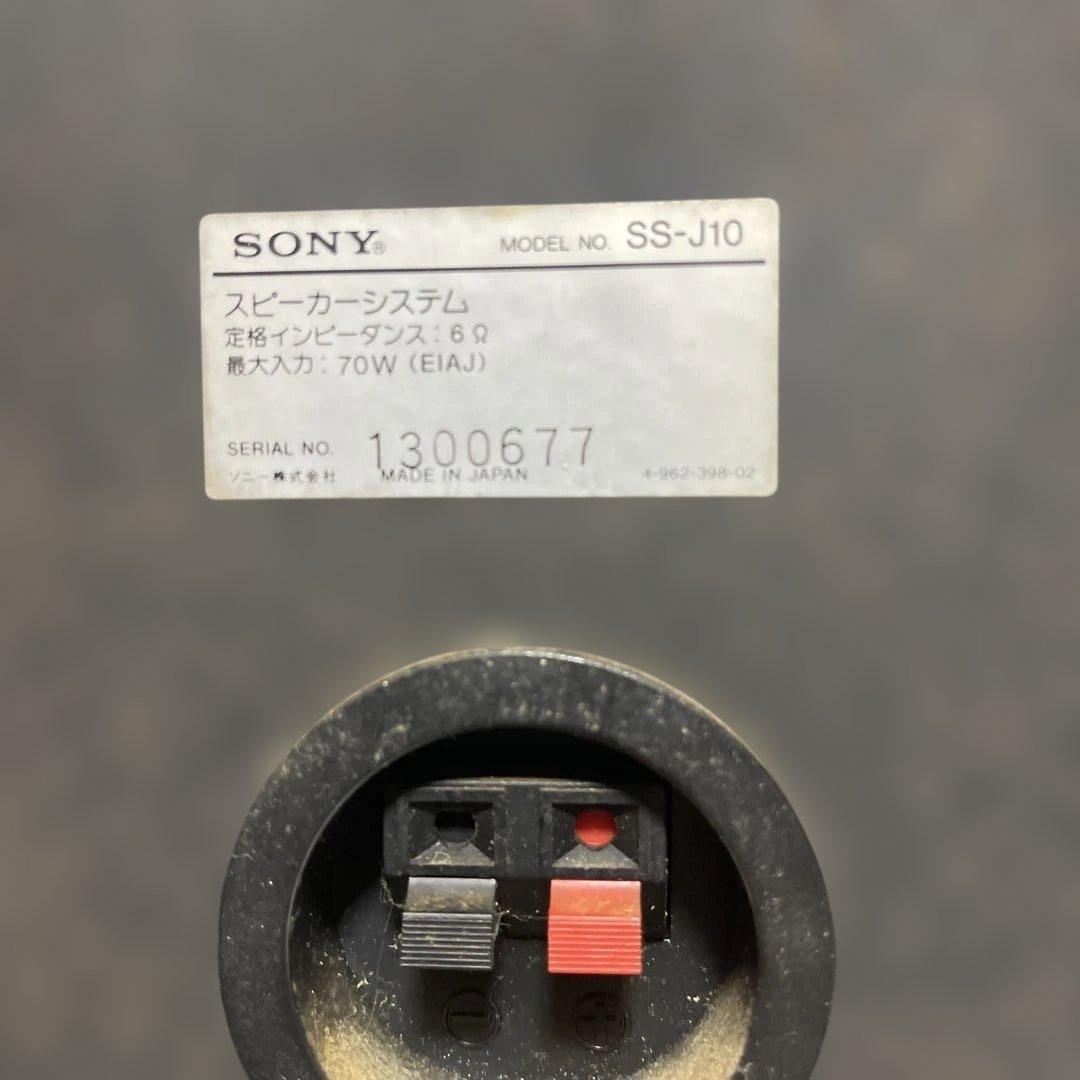 SONY® MODEL NO. SS-J10
スピーカーシステム
定格インピーダンス：6Ω
最大入力：70W（EIAJ）
SERIAL NO. 1300677
ソニー株式会社 MADE IN JAPAN 4-962-398-02
− +